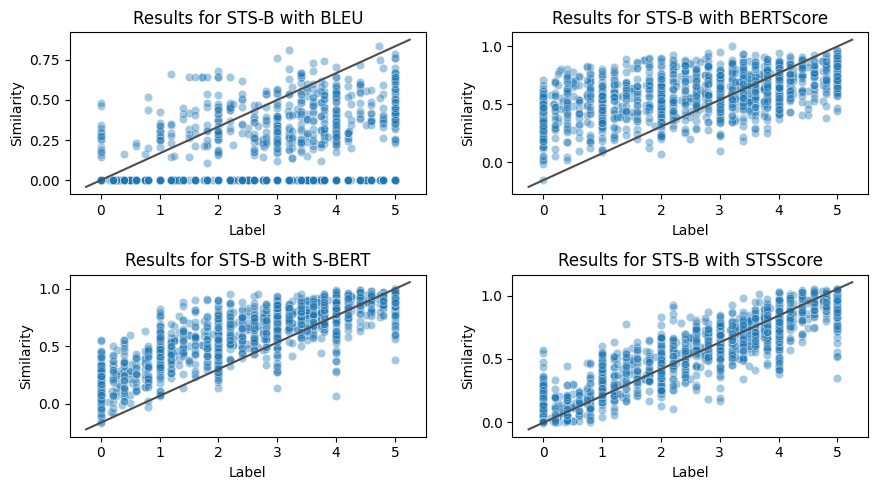 Results for STS-B with BLEU
Similarity
0.75
0.50
0.25
0.00
0 1 2 3 4 5
Label
Results for STS-B with BERTScore
Similarity
1.0
0.5
0.0
0 1 2 3 4 5
Label
Results for STS-B with S-BERT
Similarity
1.0
0.5
0.0
0 1 2 3 4 5
Label
Results for STS-B with STSScore
Similarity
1.0
0.5
0.0
0 1 2 3 4 5
Label